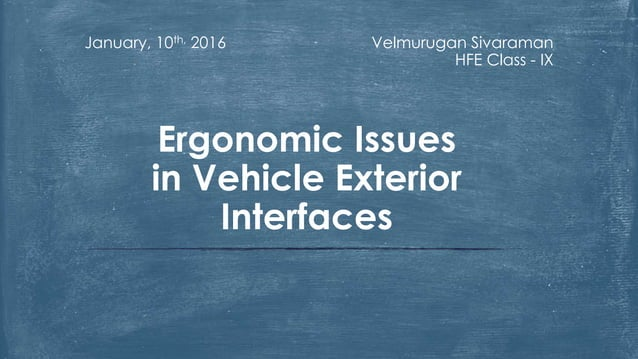 January, 10th, 2016
Velmurugan Sivaraman
HFE Class - IX
Ergonomic Issues
in Vehicle Exterior
Interfaces